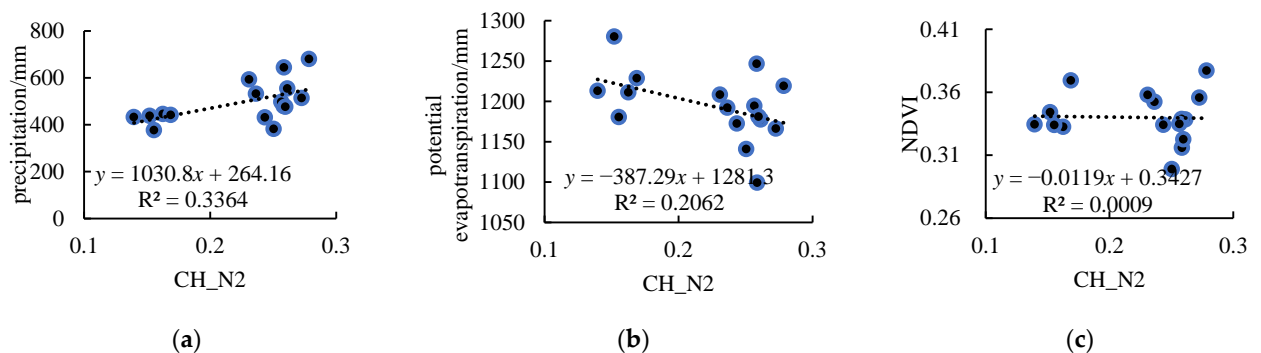 precipitation/mm
800
600
400
200
0
y = 1030.8x + 264.16
R² = 0.3364
0.1 0.2 0.3
CH_N2
(a)
potential
evapotranspiration/mm
1300
1250
1200
1150
1100
1050
y = −387.29x + 1281.3
R² = 0.2062
0.1 0.2 0.3
CH_N2
(b)
NDVI
0.41
0.36
0.31
0.26
y = −0.0119x + 0.3427
R² = 0.0009
0.1 0.2 0.3
CH_N2
(c)